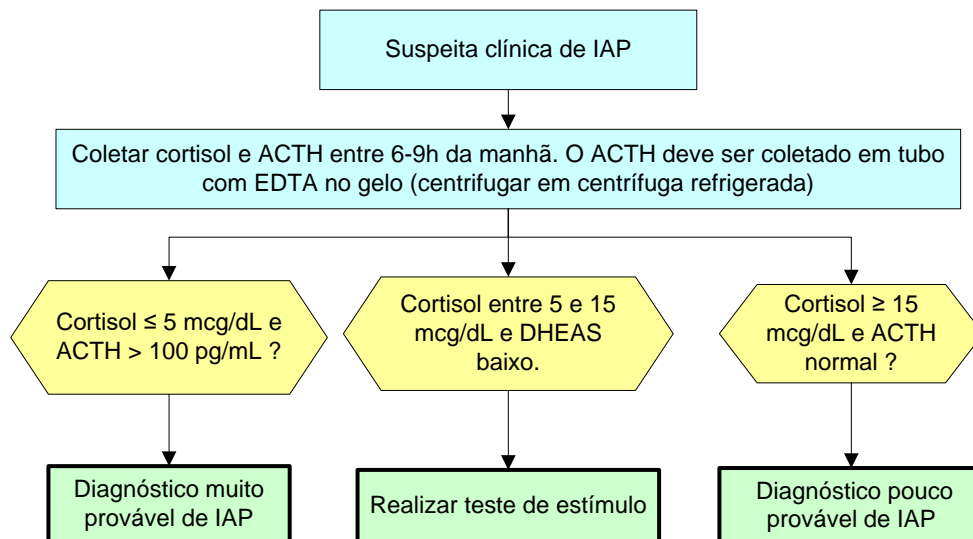 Suspeita clínica de IAP
Coletar cortisol e ACTH entre 6-9h da manhã. O ACTH deve ser coletado em tubo
com EDTA no gelo (centrifugar em centrífuga refrigerada)
Cortisol ≤ 5 mcg/dL e
ACTH > 100 pg/mL ?
Cortisol entre 5 e 15
mcg/dL e DHEAS
baixo.
Cortisol ≥ 15
mcg/dL e ACTH
normal ?
Diagnóstico muito
provável de IAP
Realizar teste de estímulo
Diagnóstico pouco
provável de IAP